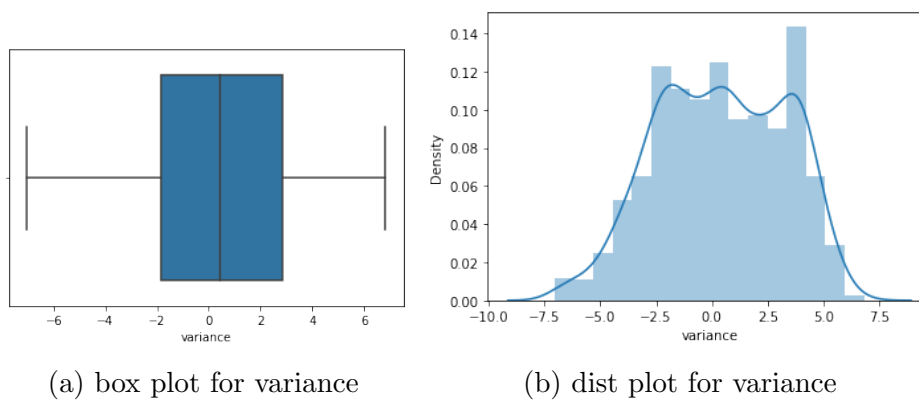 −6 −4 −2 0 2 4 6
variance
(a) box plot for variance
0.14
0.12
0.10
0.08
0.06
0.04
0.02
0.00
Density
−10.0 −7.5 −5.0 −2.5 0.0 2.5 5.0 7.5
variance
(b) dist plot for variance